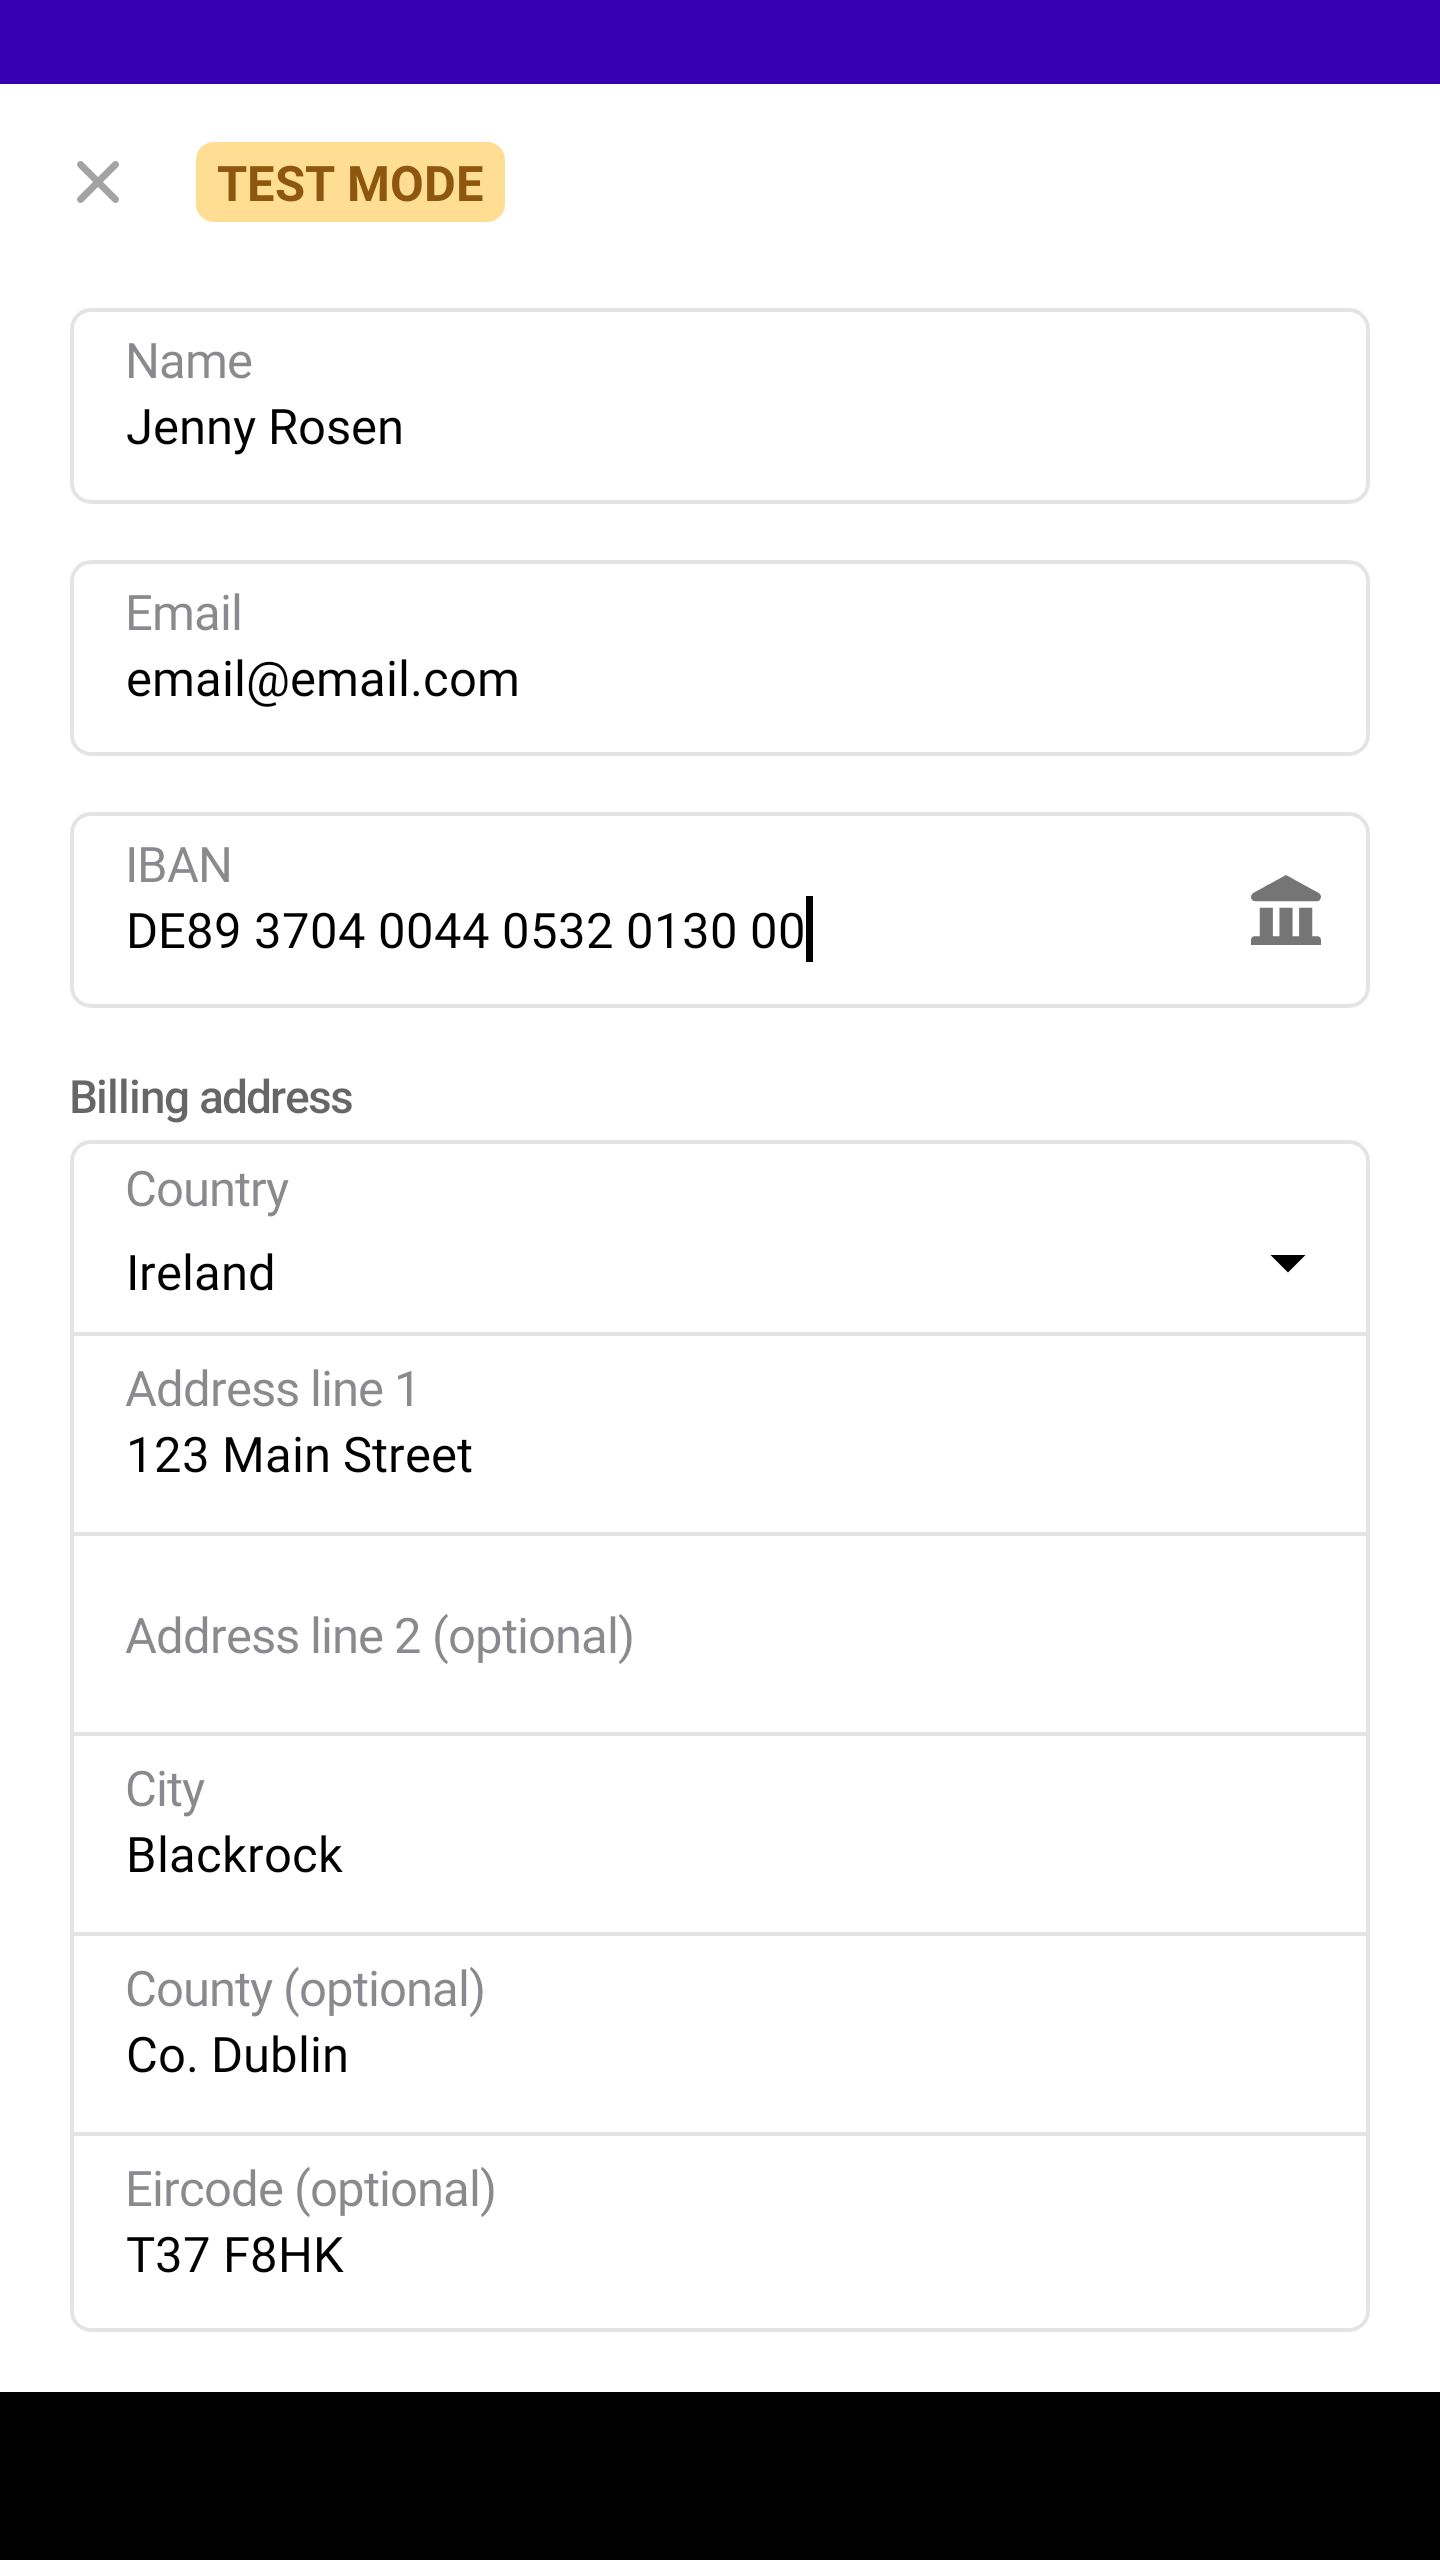 TEST MODE
Name
Jenny Rosen
Email
email@email.com
IBAN
DE89 3704 0044 0532 0130 00
Billing address
Country
Ireland
Address line 1
123 Main Street
Address line 2 (optional)
City
Blackrock
County (optional)
Co. Dublin
Eircode (optional)
T37 F8HK